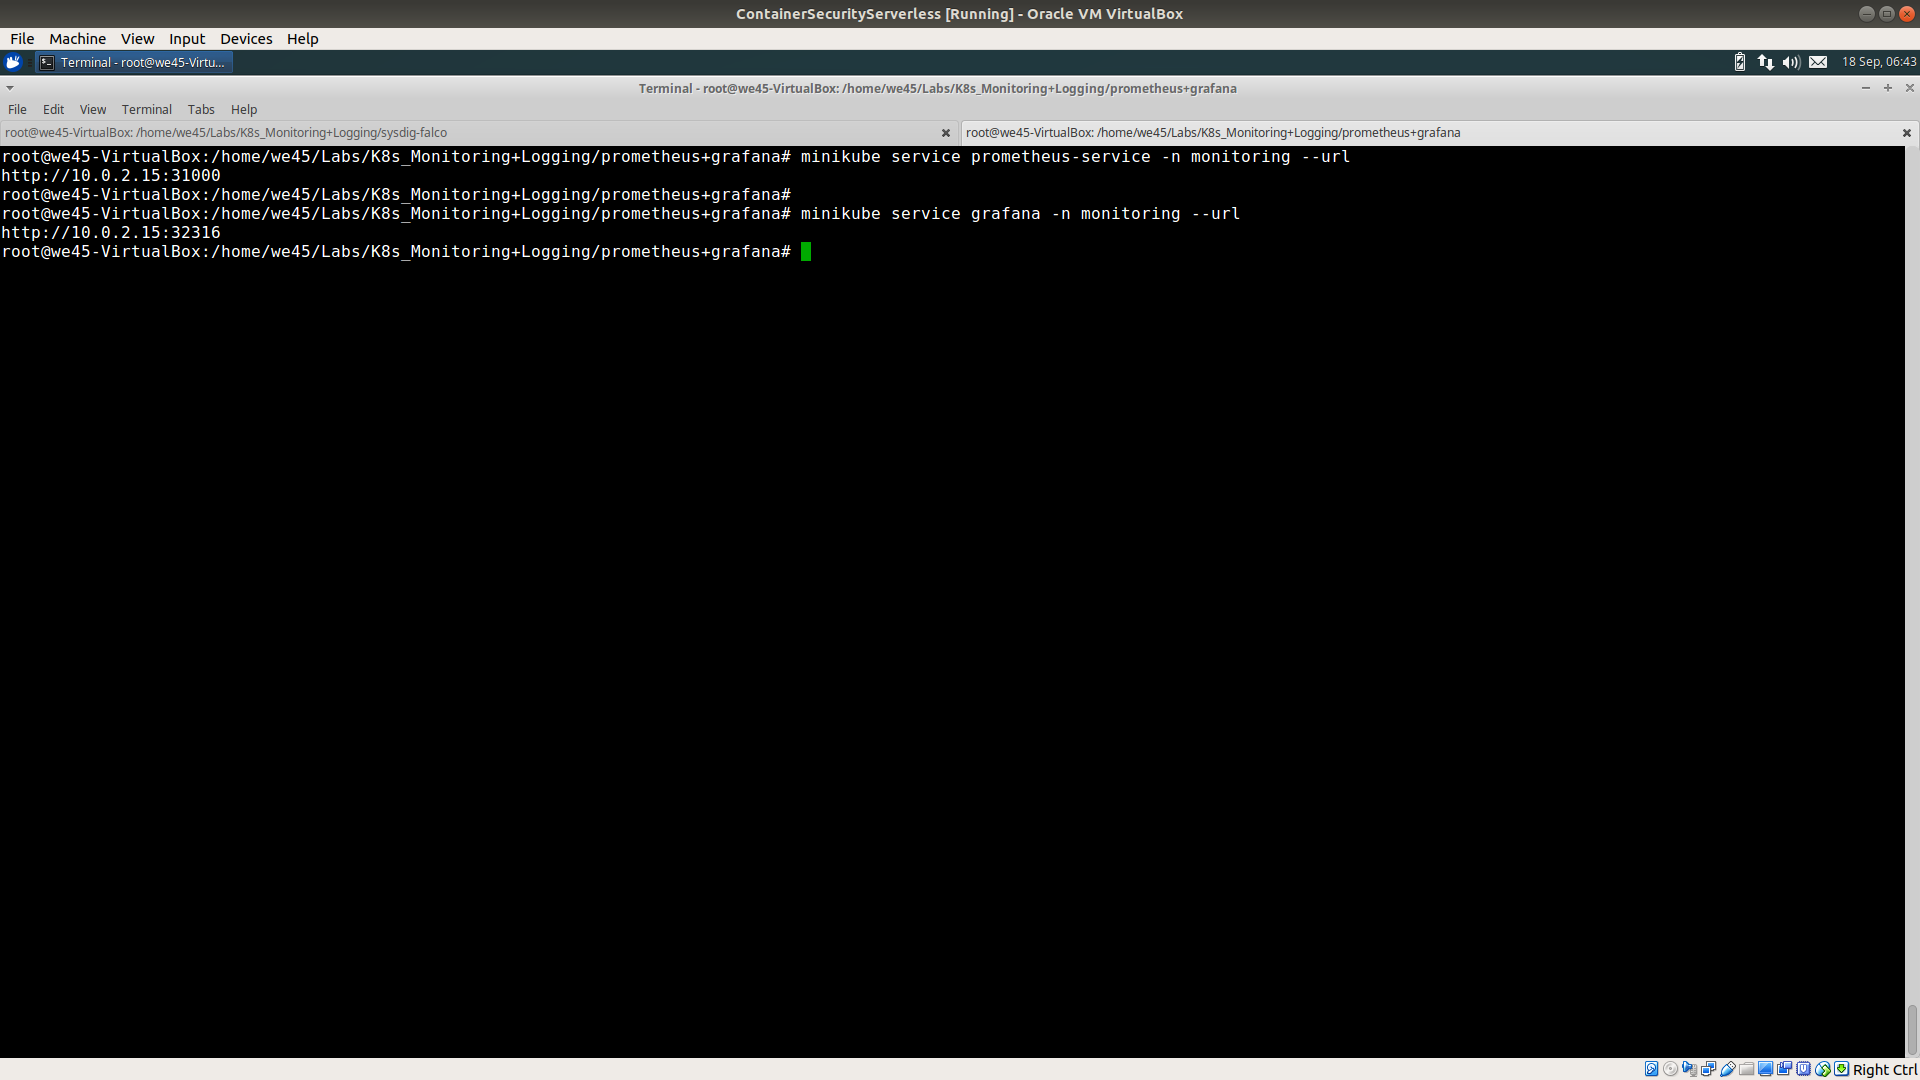 ContainerSecurityServerless [Running] - Oracle VM VirtualBox
File Machine View Input Devices Help
Terminal - root@we45-Virtu... 18 Sep, 06:43
Terminal - root@we45-VirtualBox: /home/we45/Labs/K8s_Monitoring+Logging/prometheus+grafana
File Edit View Terminal Tabs Help
root@we45-VirtualBox: /home/we45/Labs/K8s_Monitoring+Logging/sysdig-falco root@we45-VirtualBox: /home/we45/Labs/K8s_Monitoring+Logging/prometheus+grafana
root@we45-VirtualBox:/home/we45/Labs/K8s_Monitoring+Logging/prometheus+grafana# minikube service prometheus-service -n monitoring --url
http://10.0.2.15:31000
root@we45-VirtualBox:/home/we45/Labs/K8s_Monitoring+Logging/prometheus+grafana#
root@we45-VirtualBox:/home/we45/Labs/K8s_Monitoring+Logging/prometheus+grafana# minikube service grafana -n monitoring --url
http://10.0.2.15:32316
root@we45-VirtualBox:/home/we45/Labs/K8s_Monitoring+Logging/prometheus+grafana#
Right Ctrl